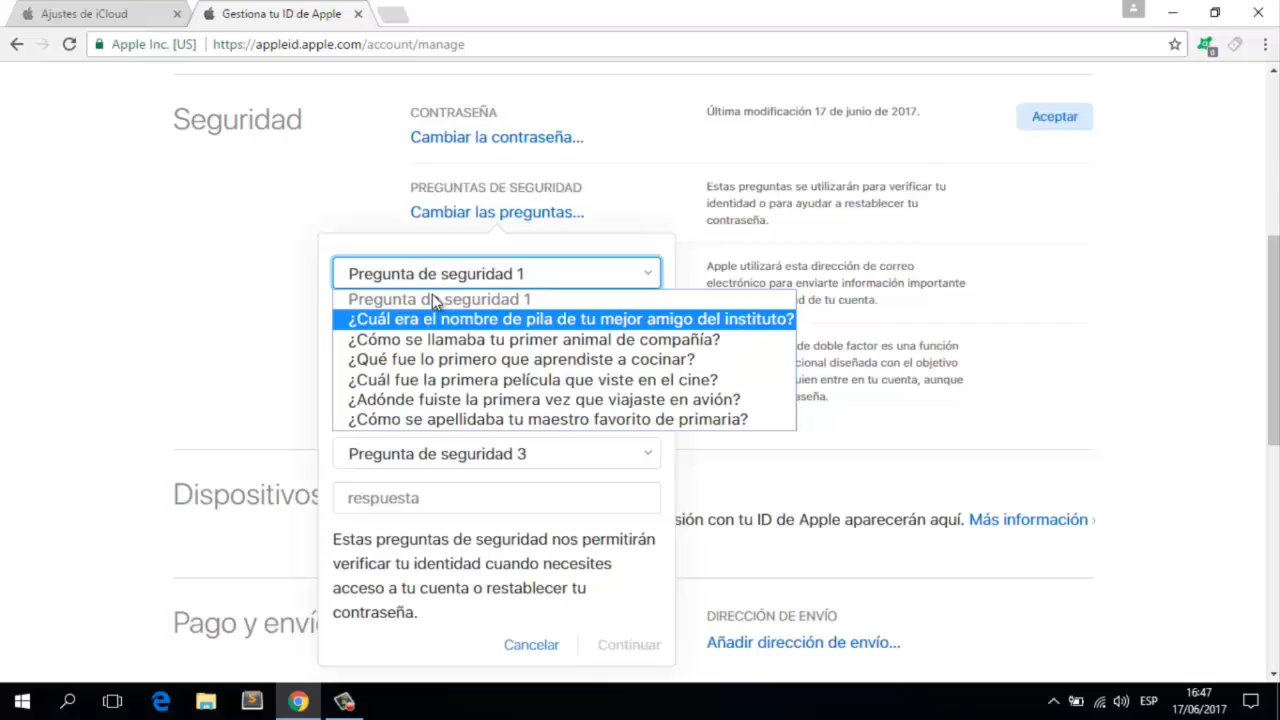 Ajustes de iCloud
Gestiona tu ID de Apple
Apple Inc. [US]
https://appleid.apple.com/account/manage
0
Seguridad
CONTRASEÑA
Cambiar la contraseña...
Última modificación 17 de junio de 2017.
Aceptar
PREGUNTAS DE SEGURIDAD
Cambiar las preguntas...
Estas preguntas se utilizarán para verificar tu
identidad o para ayudar a restablecer tu
contraseña.
Pregunta de seguridad 1
Pregunta de seguridad 1
¿Cuál era el nombre de pila de tu mejor amigo del instituto?
¿Cómo se llamaba tu primer animal de compañía?
¿Qué fue lo primero que aprendiste a cocinar?
¿Cuál fue la primera película que viste en el cine?
¿Adónde fuiste la primera vez que viajaste en avión?
¿Cómo se apellidaba tu maestro favorito de primaria?
Pregunta de seguridad 3
respuesta
Estas preguntas de seguridad nos permitirán
verificar tu identidad cuando necesites
acceso a tu cuenta o restablecer tu
contraseña.
Cancelar
Continuar
Apple utilizará esta dirección de correo
electrónico para enviarte información importante
d de tu cuenta.
de doble factor es una función
cional diseñada con el objetivo
uien entre en tu cuenta, aunque
aseña.
Dispositivos
sión con tu ID de Apple aparecerán aquí. Más información ›
Pago y enví
DIRECCIÓN DE ENVÍO
Añadir dirección de envío...
S
ESP
16:47
17/06/2017